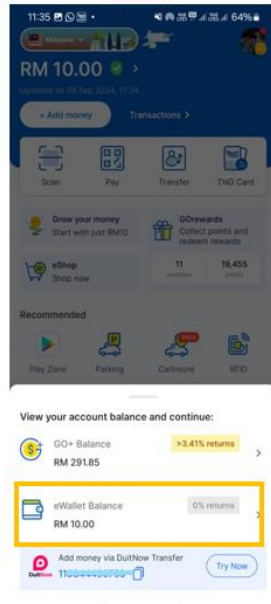 11:35
64%
Malaysia
RM 10.00
Updated on 05 Sep 2024, 11:34
+ Add money
Transactions >
Scan
Pay
Transfer
TNG Card
Grow your money
Start with just RM10
GOrewards
Collect points and
redeem rewards
eShop
Shop now
11
vouchers
19,455
points
Recommended
Play Zone
Parking
CarInsure
RFID
View your account balance and continue:
GO+ Balance
>3.41% returns
RM 291.85
eWallet Balance
0% returns
RM 10.00
Add money via DuitNow Transfer
DuitNow
Try Now